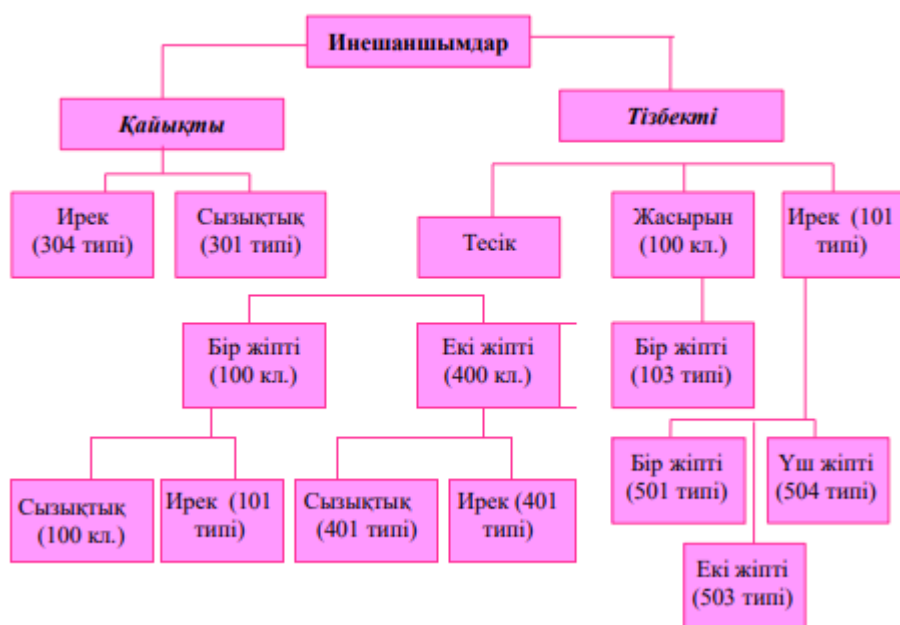 Инешаншымдар
Қайықты
Тізбекті
Ирек
(304 типі)
Сызықтық
(301 типі)
Тесік
Жасырын
(100 кл.)
Ирек (101
типі)
Бір жіпті
(100 кл.)
Екі жіпті
(400 кл.)
Бір жіпті
(103 типі)
Сызықтық
(100 кл.)
Ирек (101
типі)
Сызықтық
(401 типі)
Ирек (401
типі)
Бір жіпті
(501 типі)
Үш жіпті
(504 типі)
Екі жіпті
(503 типі)